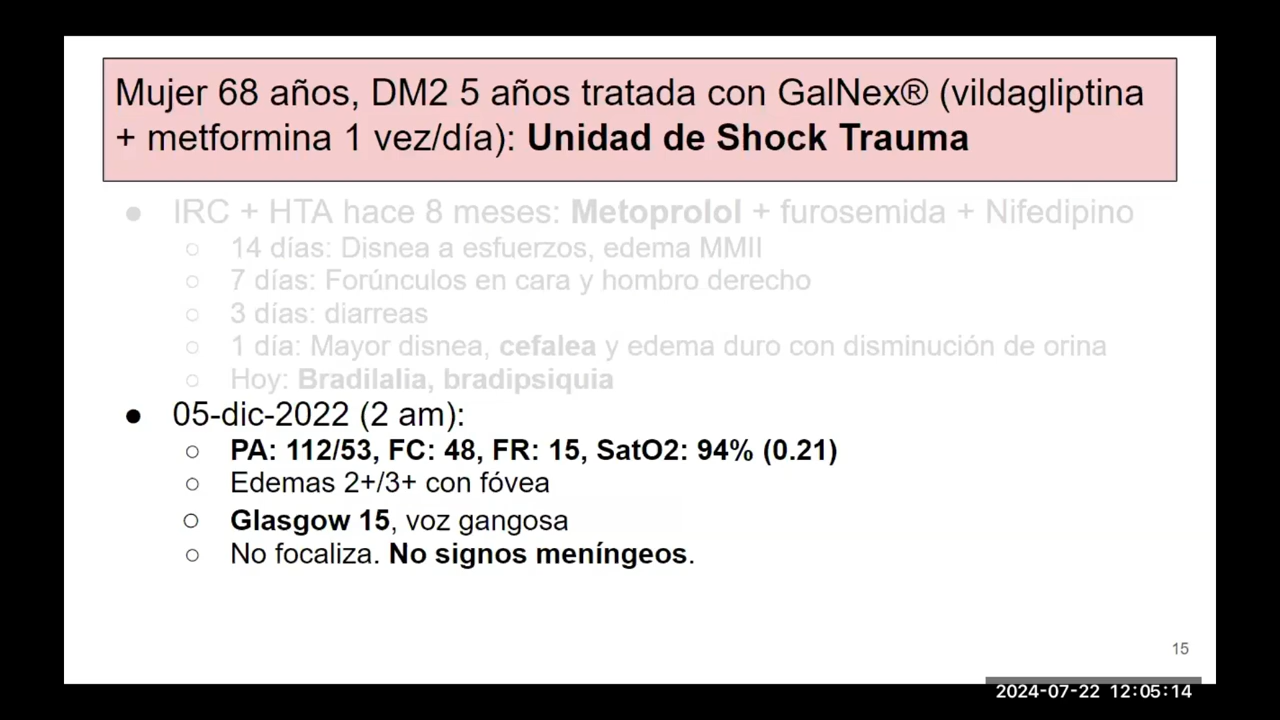 Mujer 68 años, DM2 5 años tratada con GalNex® (vildagliptina
+ metformina 1 vez/día): Unidad de Shock Trauma
● IRC + HTA hace 8 meses: Metoprolol + furosemida + Nifedipino
○ 14 días: Disnea a esfuerzos, edema MMII
○ 7 días: Forúnculos en cara y hombro derecho
○ 3 días: diarreas
○ 1 día: Mayor disnea, cefalea y edema duro con disminución de orina
○ Hoy: Bradilalia, bradipsiquia
● 05-dic-2022 (2 am):
○ PA: 112/53, FC: 48, FR: 15, SatO2: 94% (0.21)
○ Edemas 2+/3+ con fóvea
○ Glasgow 15, voz gangosa
○ No focaliza. No signos meníngeos.
15
2024-07-22 12:05:14